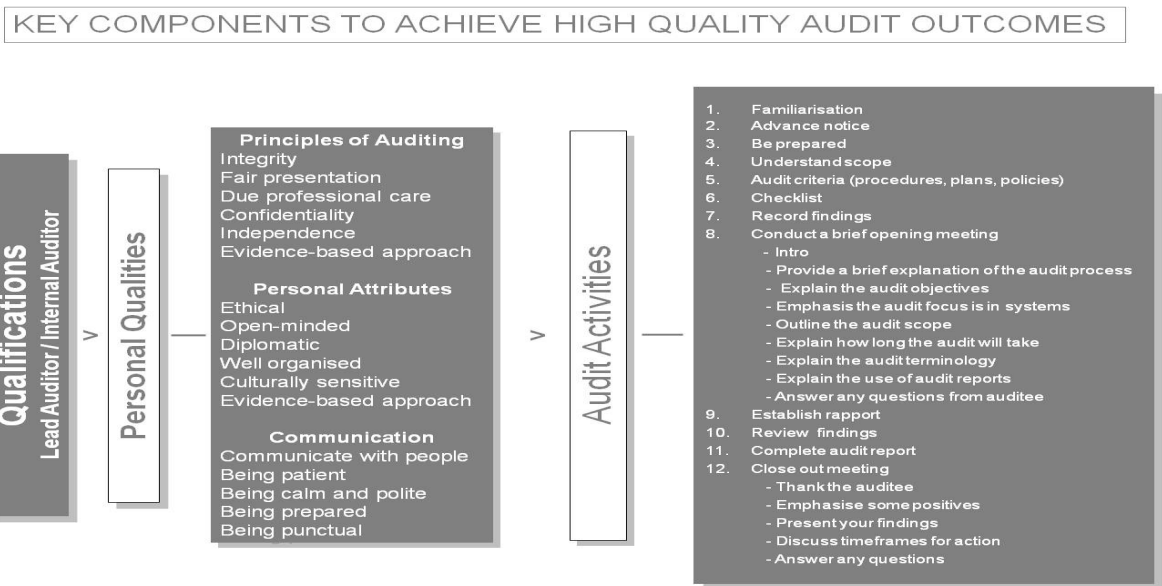 KEY COMPONENTS TO ACHIEVE HIGH QUALITY AUDIT OUTCOMES
Qualifications
Lead Auditor / Internal Auditor
>
Personal Qualities
Principles of Auditing
Integrity
Fair presentation
Due professional care
Confidentiality
Independence
Evidence-based approach
Personal Attributes
Ethical
Open-minded
Diplomatic
Well organised
Culturally sensitive
Evidence-based approach
Communication
Communicate with people
Being patient
Being calm and polite
Being prepared
Being punctual
>
Audit Activities
1. Familiarisation
2. Advance notice
3. Be prepared
4. Understand scope
5. Audit criteria (procedures, plans, policies)
6. Checklist
7. Record findings
8. Conduct a brief opening meeting
- Intro
- Provide a brief explanation of the audit process
- Explain the audit objectives
- Emphasis the audit focus is in systems
- Outline the audit scope
- Explain how long the audit will take
- Explain the audit terminology
- Explain the use of audit reports
- Answer any questions from auditee
9. Establish rapport
10. Review findings
11. Complete audit report
12. Close out meeting
- Thank the auditee
- Emphasise some positives
- Present your findings
- Discuss timeframes for action
- Answer any questions